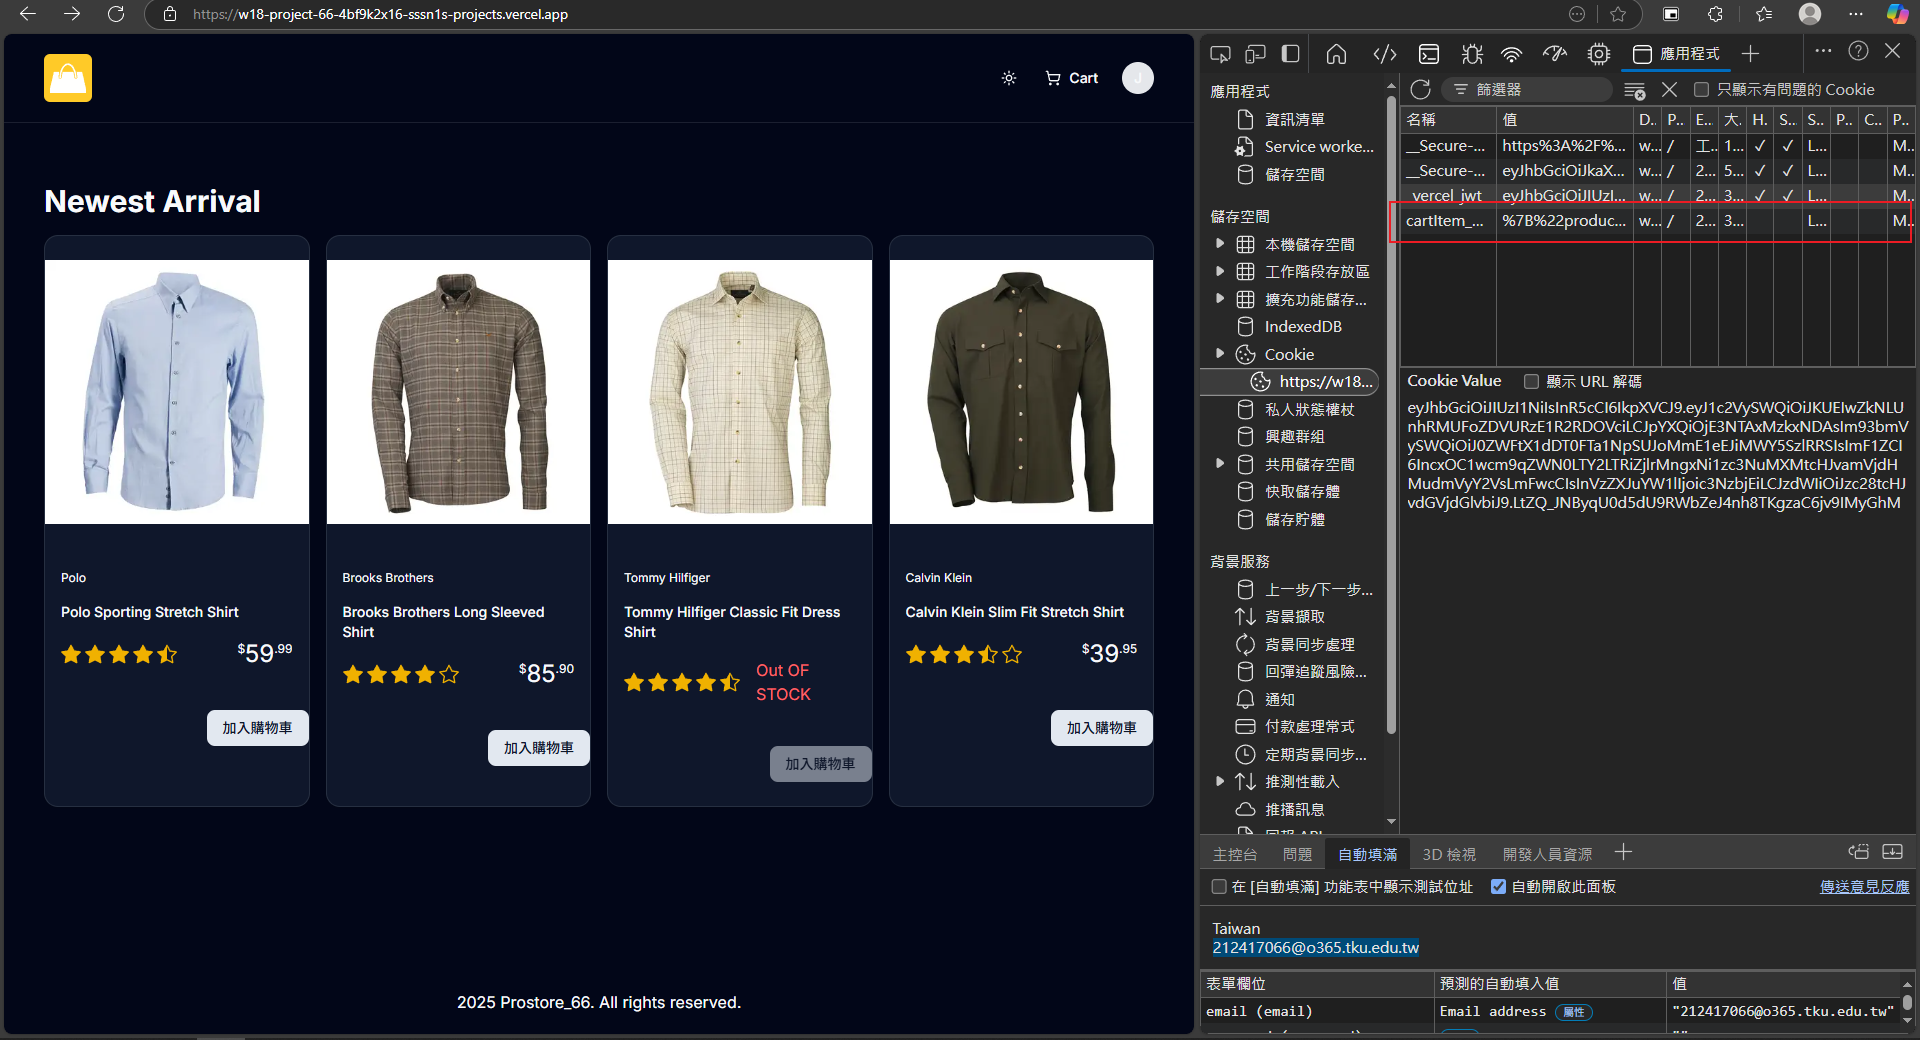 https://w18-project-66-4bf9k2x16-sssn1s-projects.vercel.app
Cart
J
Newest Arrival
Polo
Polo Sporting Stretch Shirt
$59.99
加入購物車
Brooks Brothers
Brooks Brothers Long Sleeved
Shirt
$85.90
加入購物車
Tommy Hilfiger
Tommy Hilfiger Classic Fit Dress
Shirt
Out OF
STOCK
加入購物車
Calvin Klein
Calvin Klein Slim Fit Stretch Shirt
$39.95
加入購物車
2025 Prostore_66. All rights reserved.
應用程式
應用程式
資訊清單
Service worke...
儲存空間
儲存空間
本機儲存空間
工作階段存放區
擴充功能儲存...
IndexedDB
Cookie
https://w18...
私人狀態權杖
興趣群組
共用儲存空間
快取儲存體
儲存貯體
背景服務
上一步/下一步...
背景擷取
背景同步處理
回彈追蹤風險...
通知
付款處理常式
定期背景同步...
推測性載入
推播訊息
篩選器
只顯示有問題的 Cookie
名稱 值 D.. P.. E... 大.. H. S... S.. P.. C.. P..
__Secure-... https%3A%2F%... w... / 工.. 1... ✓ ✓ L... M..
__Secure-... eyJhbGciOiJkaX... w... / 2... 5... ✓ ✓ L... M..
_vercel_jwt eyJhbGciOiJIUzI... w... / 2... 3... ✓ ✓ L... M..
cartItem_... %7B%22produc... w... / 2... 3... L... M..
Cookie Value 顯示 URL 解碼
eyJhbGciOiJIUzI1NiIsInR5cCI6IkpXVCJ9.eyJ1c2VySWQiOiJKUEIwZkNLU
主控台 問題 自動填滿 3D 檢視 開發人員資源
在 [自動填滿] 功能表中顯示測試位址 自動開啟此面板 傳送意見反應
Taiwan
212417066@o365.tku.edu.tw
表單欄位 預測的自動填入值 值
email (email) Email address 屬性 "212417066@o365.tku.edu.tw"